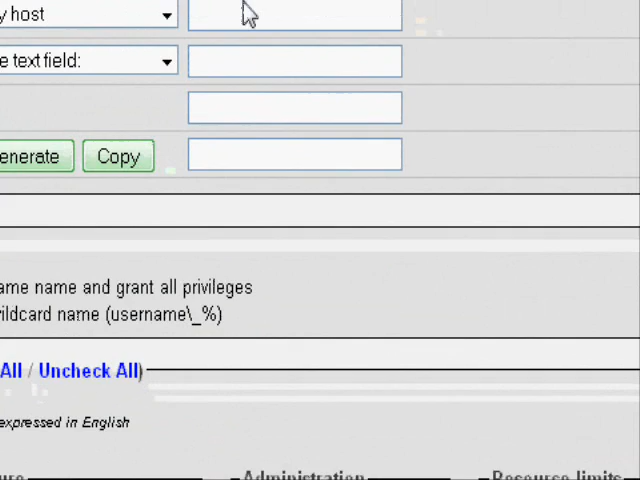 y host
e text field:
enerate Copy
ame name and grant all privileges
ildcard name (username\_%)
All / Uncheck All)
expressed in English
ure Administration Resource limits